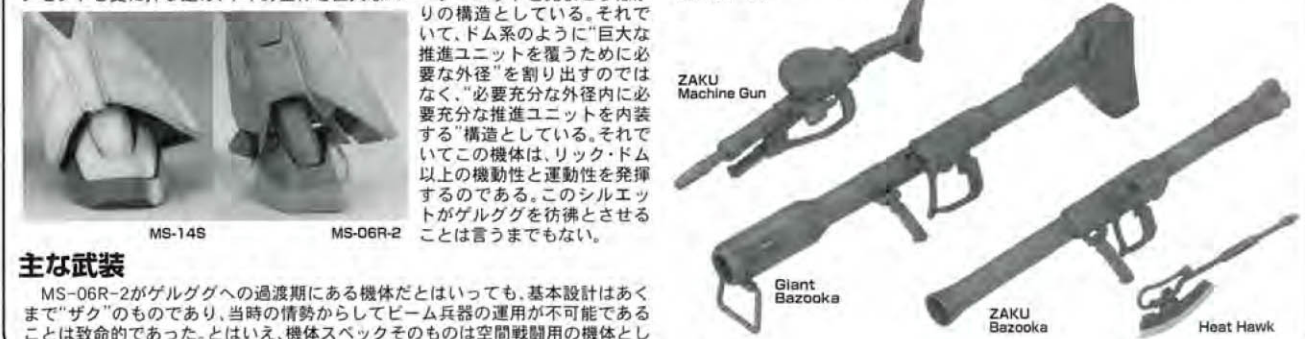 りの構造としている。それで
いて、ドム系のように“巨大な
推進ユニットを覆うために必
要な外径”を割り出すのでは
なく、“必要充分な外径内に必
要充分な推進ユニットを内装
する”構造としている。それで
いてこの機体は、リック・ドム
以上の機動性と運動性を発揮
するのである。このシルエッ
トがゲルググを彷彿とさせる
ことは言うまでもない。
MS-14S
MS-06R-2
主な武装
MS-06R-2がゲルググへの過渡期にある機体だとはいっても、基本設計はあく
まで“ザク”のものであり、当時の情勢からしてビーム兵器の運用が不可能である
ことは致命的であった。とはいえ、機体スペックそのものは空間戦闘用の機体とし
ZAKU
Machine Gun
Giant
Bazooka
ZAKU
Bazooka
Heat Hawk